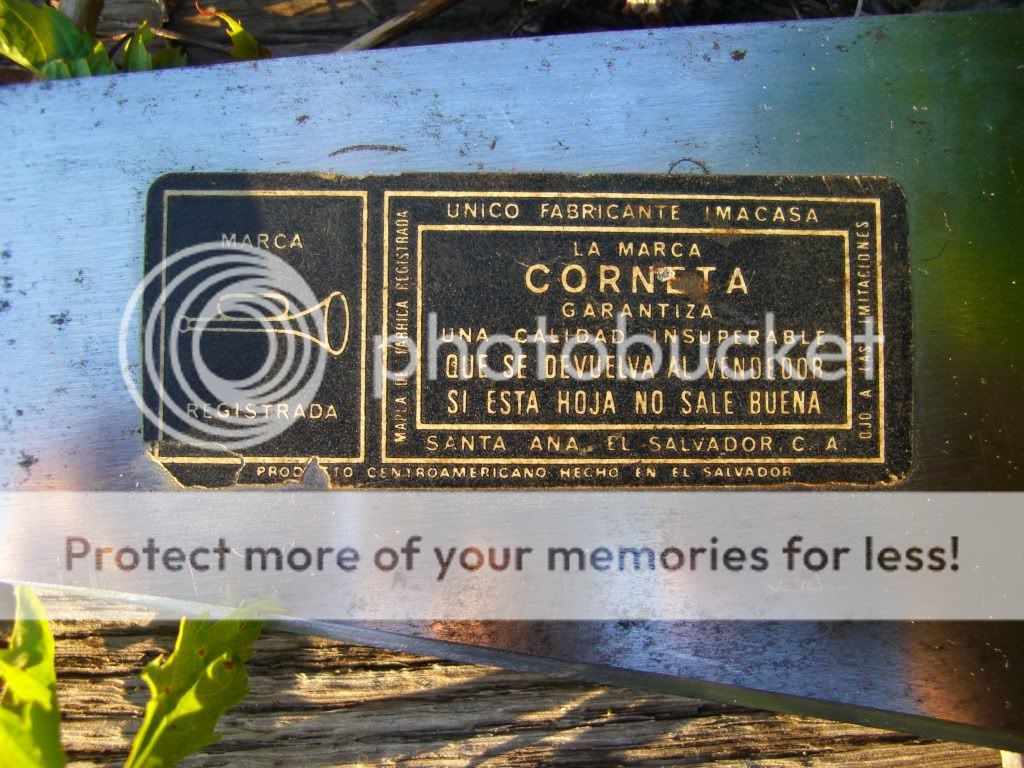 MARCA
REGISTRADA
MARCA DE FABRICA REGISTRADA
UNICO FABRICANTE IMACASA
LA MARCA
CORNETA
GARANTIZA
UNA CALIDAD INSUPERABLE
QUE SE DEVUELVA AL VENDEDOR
SI ESTA HOJA NO SALE BUENA
SANTA ANA, EL SALVADOR, C A
OJO A LAS IMITACIONES
PRODUCTO CENTROAMERICANO HECHO EN EL SALVADOR
photobucket
Protect more of your memories for less!